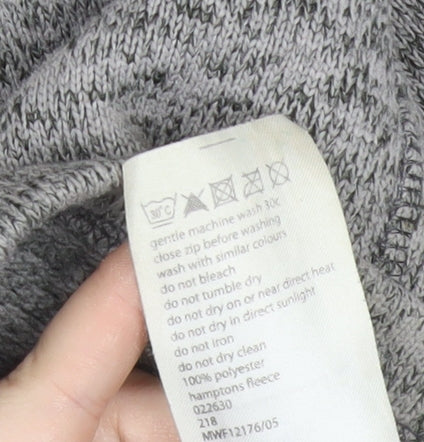 30°C
gentle machine wash 30c
close zip before washing
wash with similar colours
do not bleach
do not tumble dry
do not dry on or near direct heat
do not dry in direct sunlight
do not iron
do not dry clean
100% polyester
hamptons fleece
022630
218
MWF12176/05